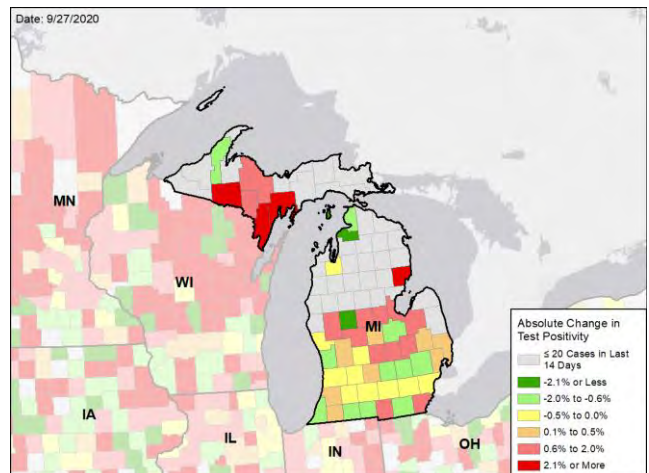 Date: 9/27/2020
MN
WI
MI
IA
IL
IN
OH
Absolute Change in
Test Positivity
≤ 20 Cases in Last
14 Days
-2.1% or Less
-2.0% to -0.6%
-0.5% to 0.0%
0.1% to 0.5%
0.6% to 2.0%
2.1% or More